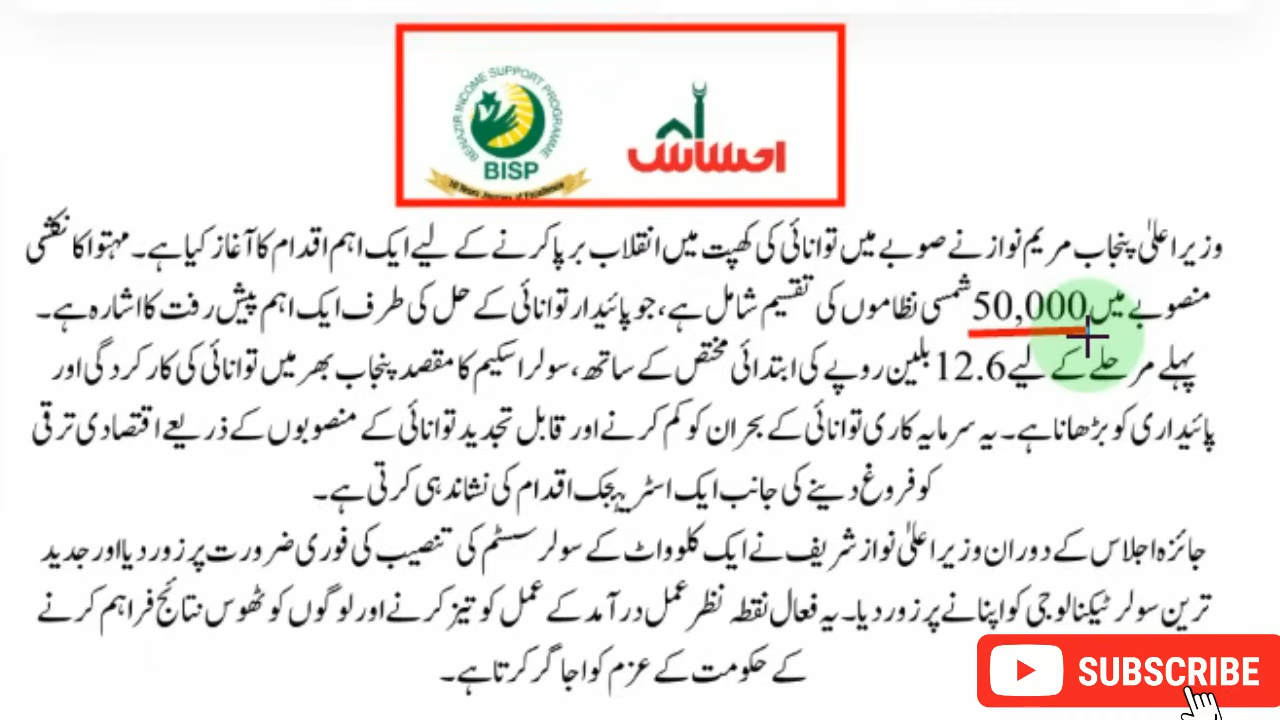 BENAZIR INCOME SUPPORT PROGRAMME
BISP
10 Years Journey of Excellence
احساس
وزیر اعلیٰ پنجاب مریم نواز نے صوبے میں توانائی کی کھپت میں انقلاب برپا کرنے کے لیے ایک اہم اقدام کا آغاز کیا ہے۔ مہتواکانکشی
منصوبے میں 50,000 شمسی نظاموں کی تقسیم شامل ہے، جو پائیدار توانائی کے حل کی طرف ایک اہم پیش رفت کا اشارہ ہے۔
پہلے مرحلے کے لیے 12.6 بلین روپے کی ابتدائی مختص کے ساتھ، سولر اسکیم کا مقصد پنجاب بھر میں توانائی کی کارکردگی اور
پائیداری کو بڑھانا ہے۔ یہ سرمایہ کاری توانائی کے بحران کو کم کرنے اور قابل تجدید توانائی کے منصوبوں کے ذریعے اقتصادی ترقی
کو فروغ دینے کی جانب ایک اسٹریٹجک اقدام کی نشاندہی کرتی ہے۔
جائزہ اجلاس کے دوران وزیر اعلیٰ نواز شریف نے ایک کلوواٹ کے سولر سسٹم کی تنصیب کی فوری ضرورت پر زور دیا اور جدید
ترین سولر ٹیکنالوجی کو اپنانے پر زور دیا۔ یہ فعال نقطہ نظر عمل درآمد کے عمل کو تیز کرنے اور لوگوں کو ٹھوس نتائج فراہم کرنے
کے حکومت کے عزم کو اجاگر کرتا ہے۔
SUBSCRIBE